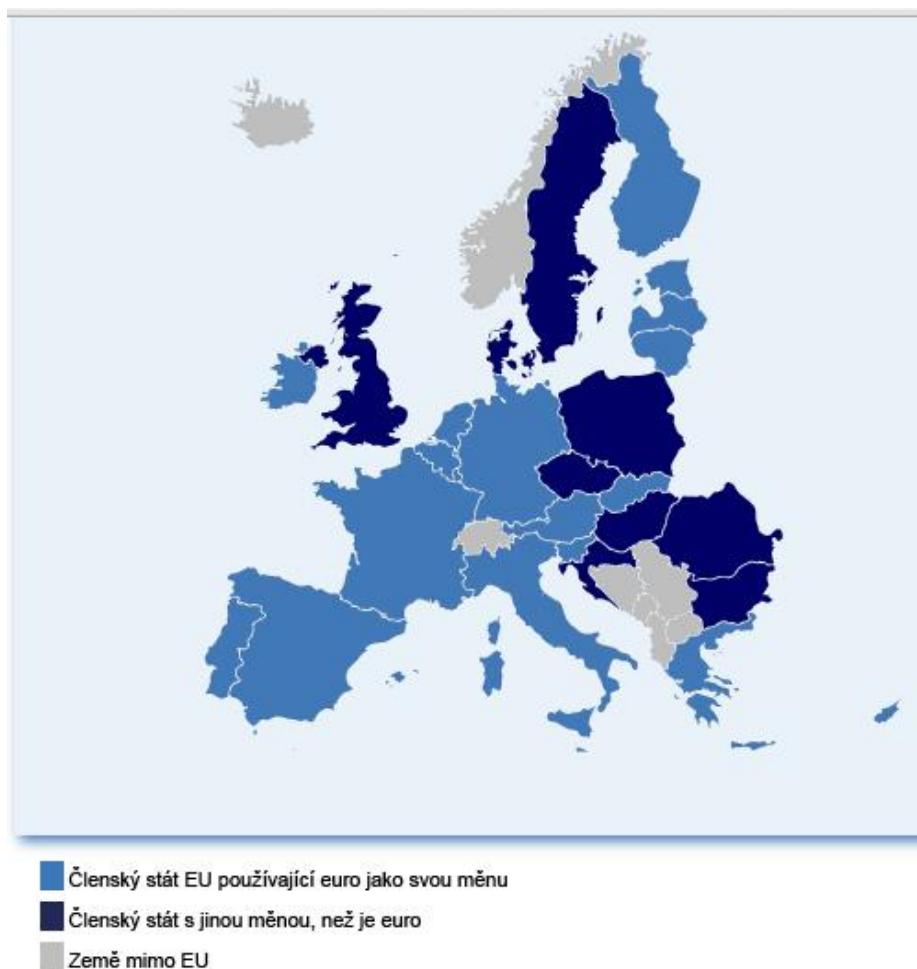 Členský stát EU používající euro jako svou měnu
Členský stát s jinou měnou, než je euro
Země mimo EU